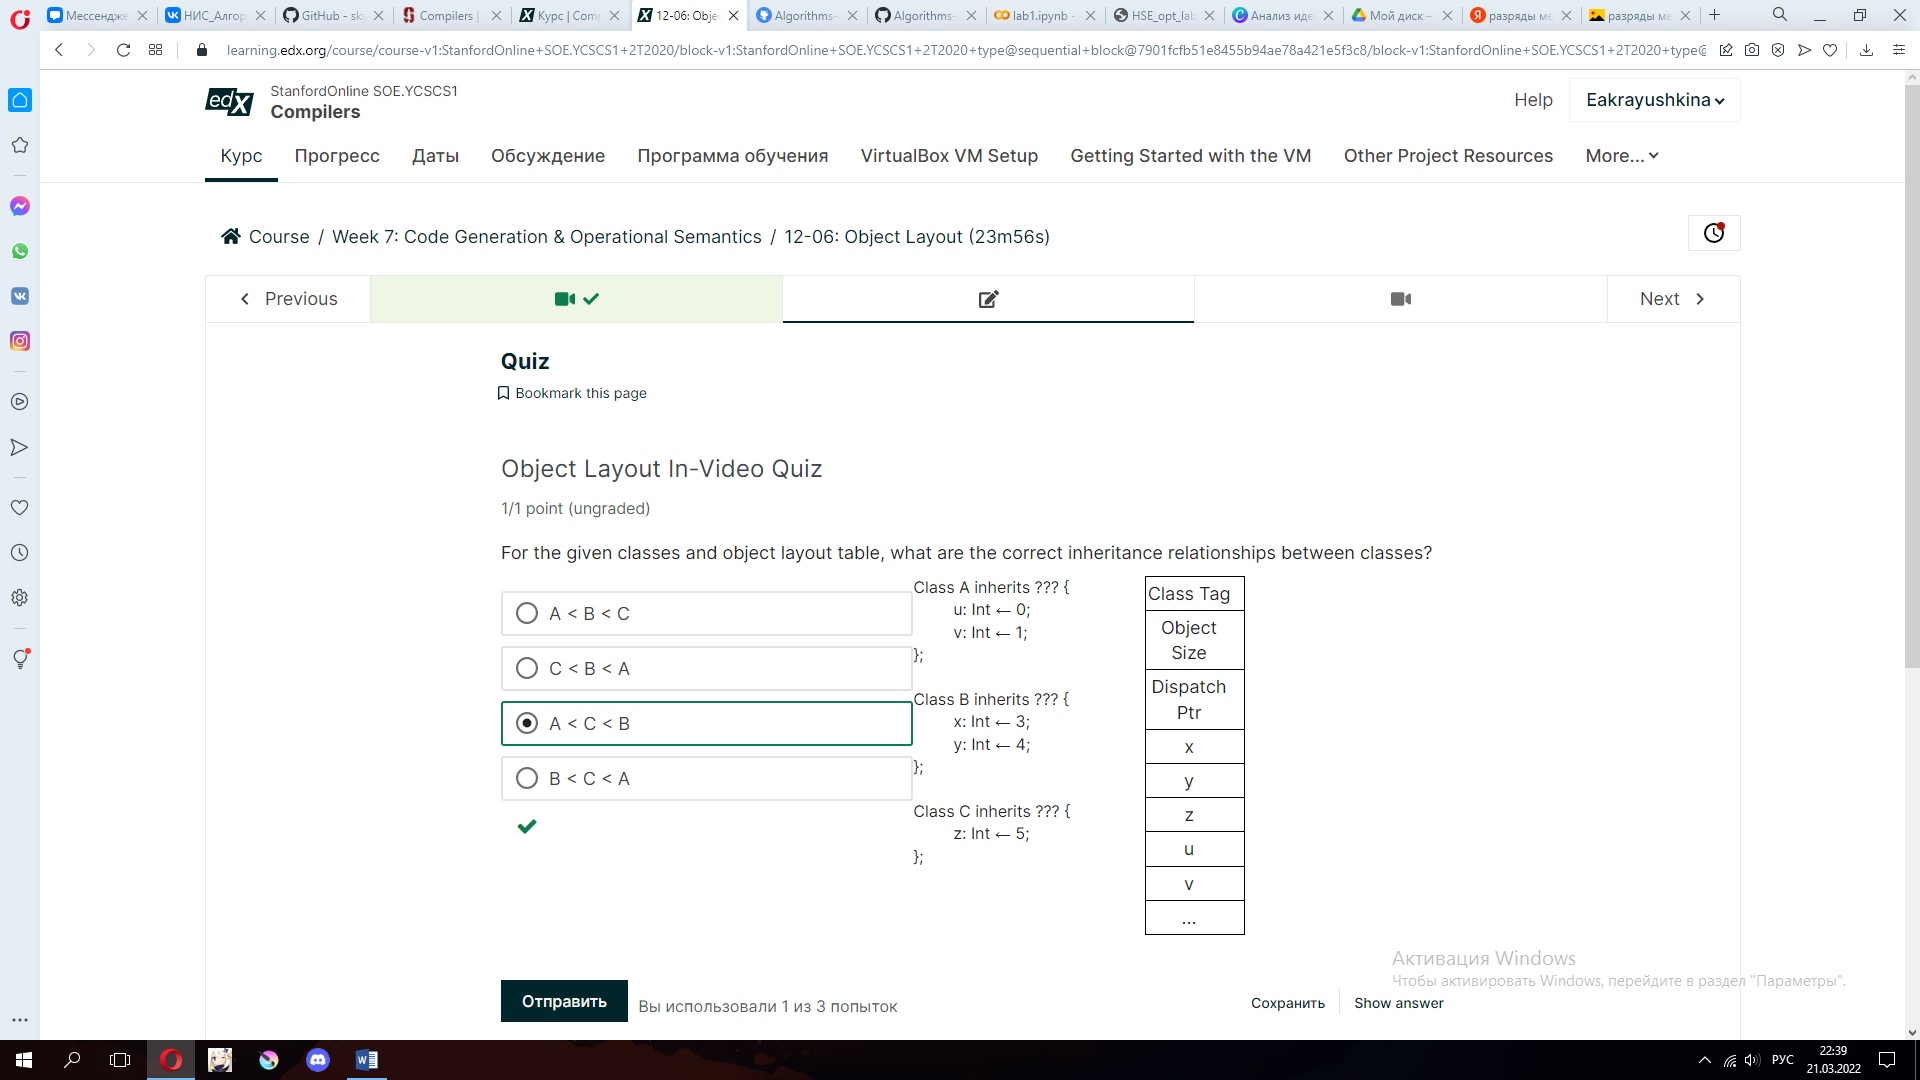 Мессендже
НИС_Алгор
GitHub - sk
Compilers |
Курс | Comp
12-06: Obje
Algorithms-
Algorithms-
lab1.ipynb -
HSE_opt_lab
Анализ иде
Мой диск –
разряды ме
разряды ме
learning.edx.org/course/course-v1:StanfordOnline+SOE.YCSCS1+2T2020/block-v1:StanfordOnline+SOE.YCSCS1+2T2020+type@sequential+block@7901fcfb51e8455b94ae78a421e5f3c8/block-v1:StanfordOnline+SOE.YCSCS1+2T2020+type@
edX
StanfordOnline SOE.YCSCS1
Compilers
Help
Eakrayushkina
Курс Прогресс Даты Обсуждение Программа обучения VirtualBox VM Setup Getting Started with the VM Other Project Resources More...
Course / Week 7: Code Generation & Operational Semantics / 12-06: Object Layout (23m56s)
Previous
Next
Quiz
Bookmark this page
Object Layout In-Video Quiz
1/1 point (ungraded)
For the given classes and object layout table, what are the correct inheritance relationships between classes?
A < B < C
C < B < A
A < C < B
B < C < A
Class A inherits ??? {
u: Int ← 0;
v: Int ← 1;
};
Class B inherits ??? {
x: Int ← 3;
y: Int ← 4;
};
Class C inherits ??? {
z: Int ← 5;
};
Class Tag
Object
Size
Dispatch
Ptr
x
y
z
u
v
...
Активация Windows
Чтобы активировать Windows, перейдите в раздел "Параметры".
Отправить
Вы использовали 1 из 3 попыток
Сохранить
Show answer
РУС
22:39
21.03.2022